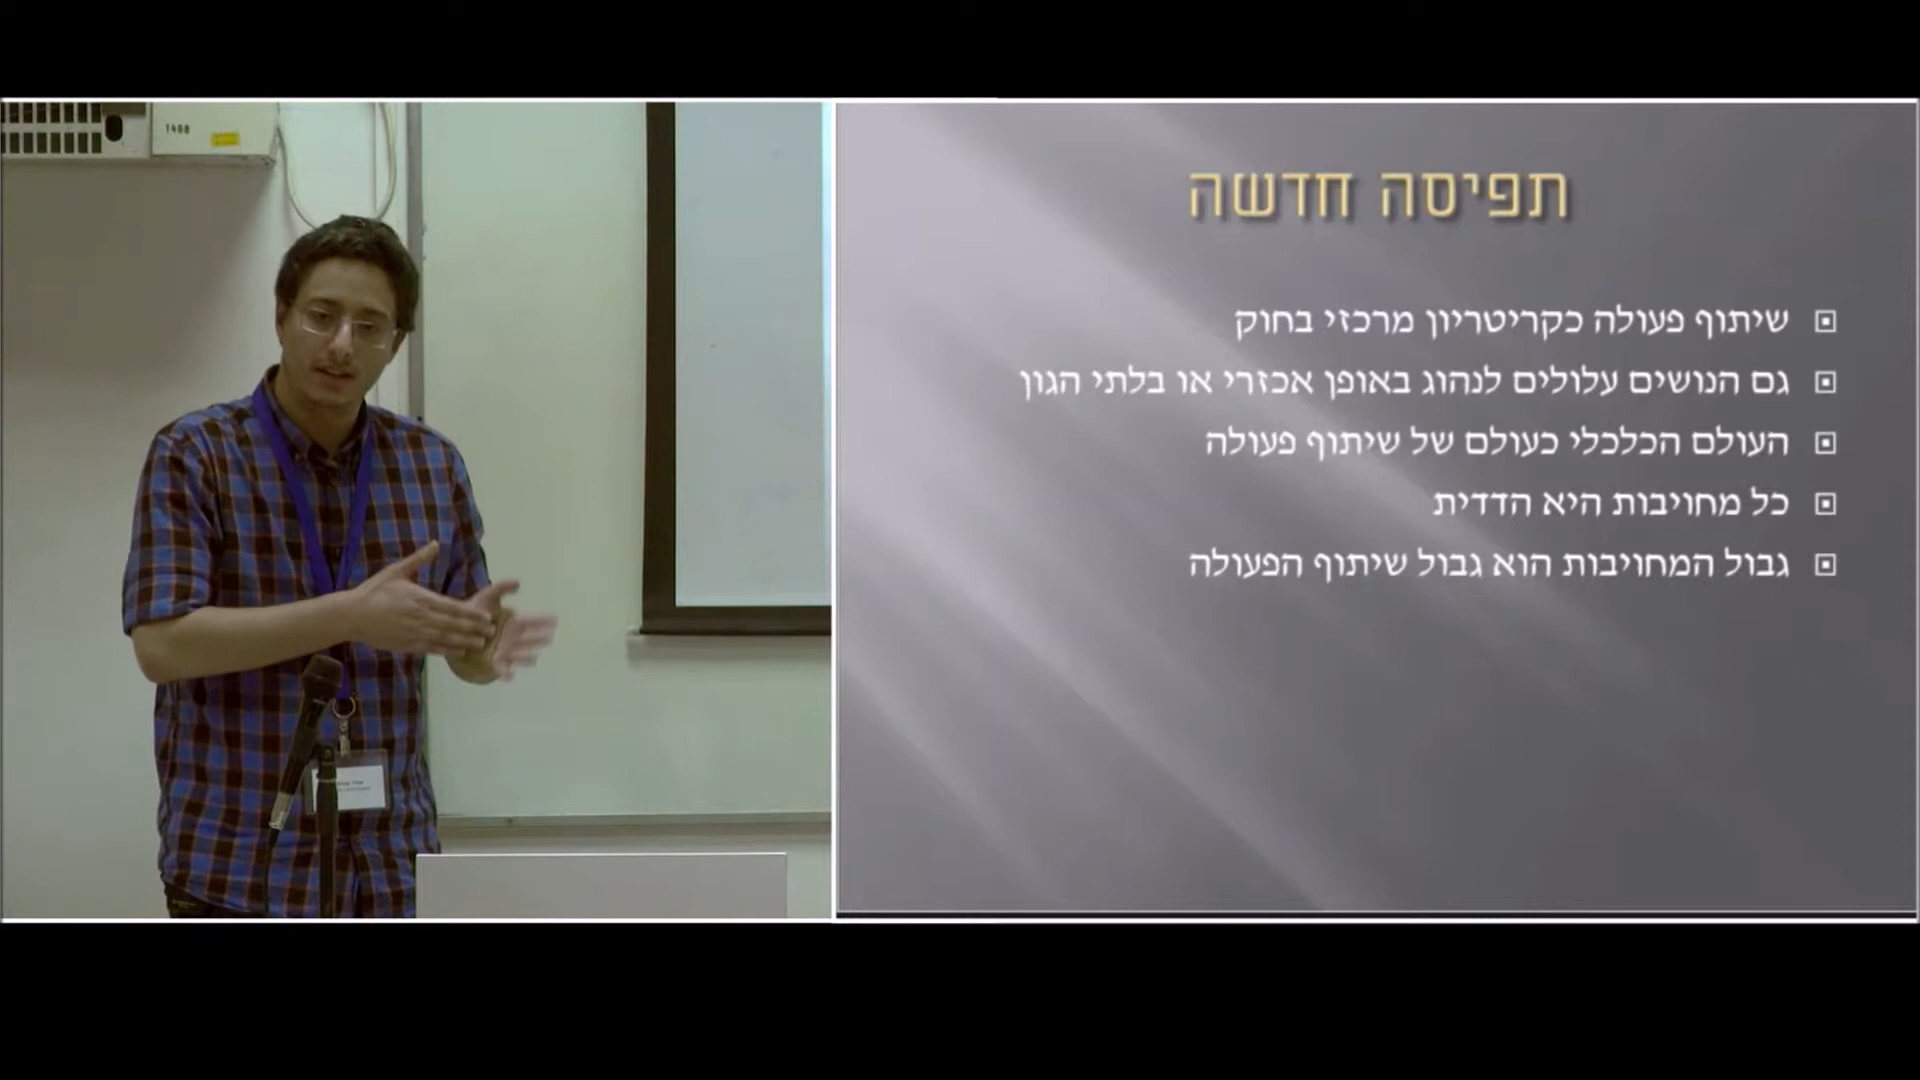 1408
תפיסה חדשה
שיתוף פעולה כקריטריון מרכזי בחוק
גם הנושים עלולים לנהוג באופן אכזרי או בלתי הגון
העולם הכלכלי כעולם של שיתוף פעולה
כל מחויבות היא הדדית
גבול המחויבות הוא גבול שיתוף הפעולה